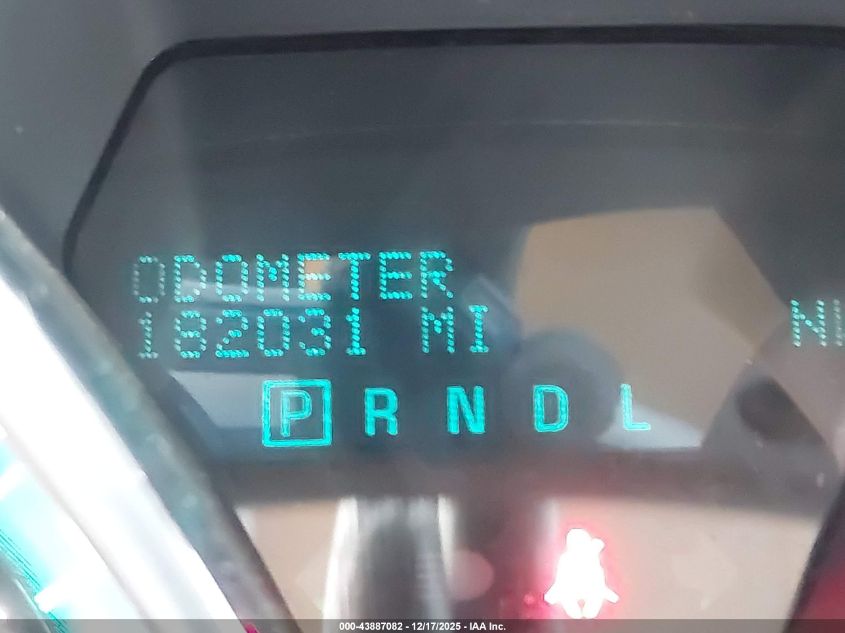 ODOMETER
182031 MI
P R N D L
000-43887082 - 12/17/2025 - IAA Inc.